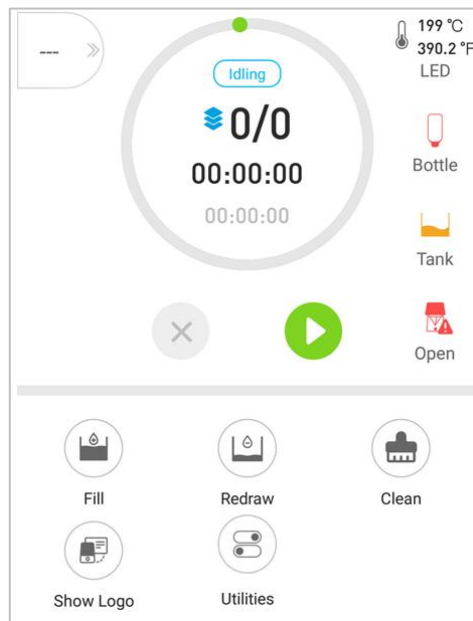 ---
199 °C
390.2 °F
LED
Idling
0/0
00:00:00
00:00:00
Bottle
Tank
Open
Fill
Redraw
Clean
Show Logo
Utilities